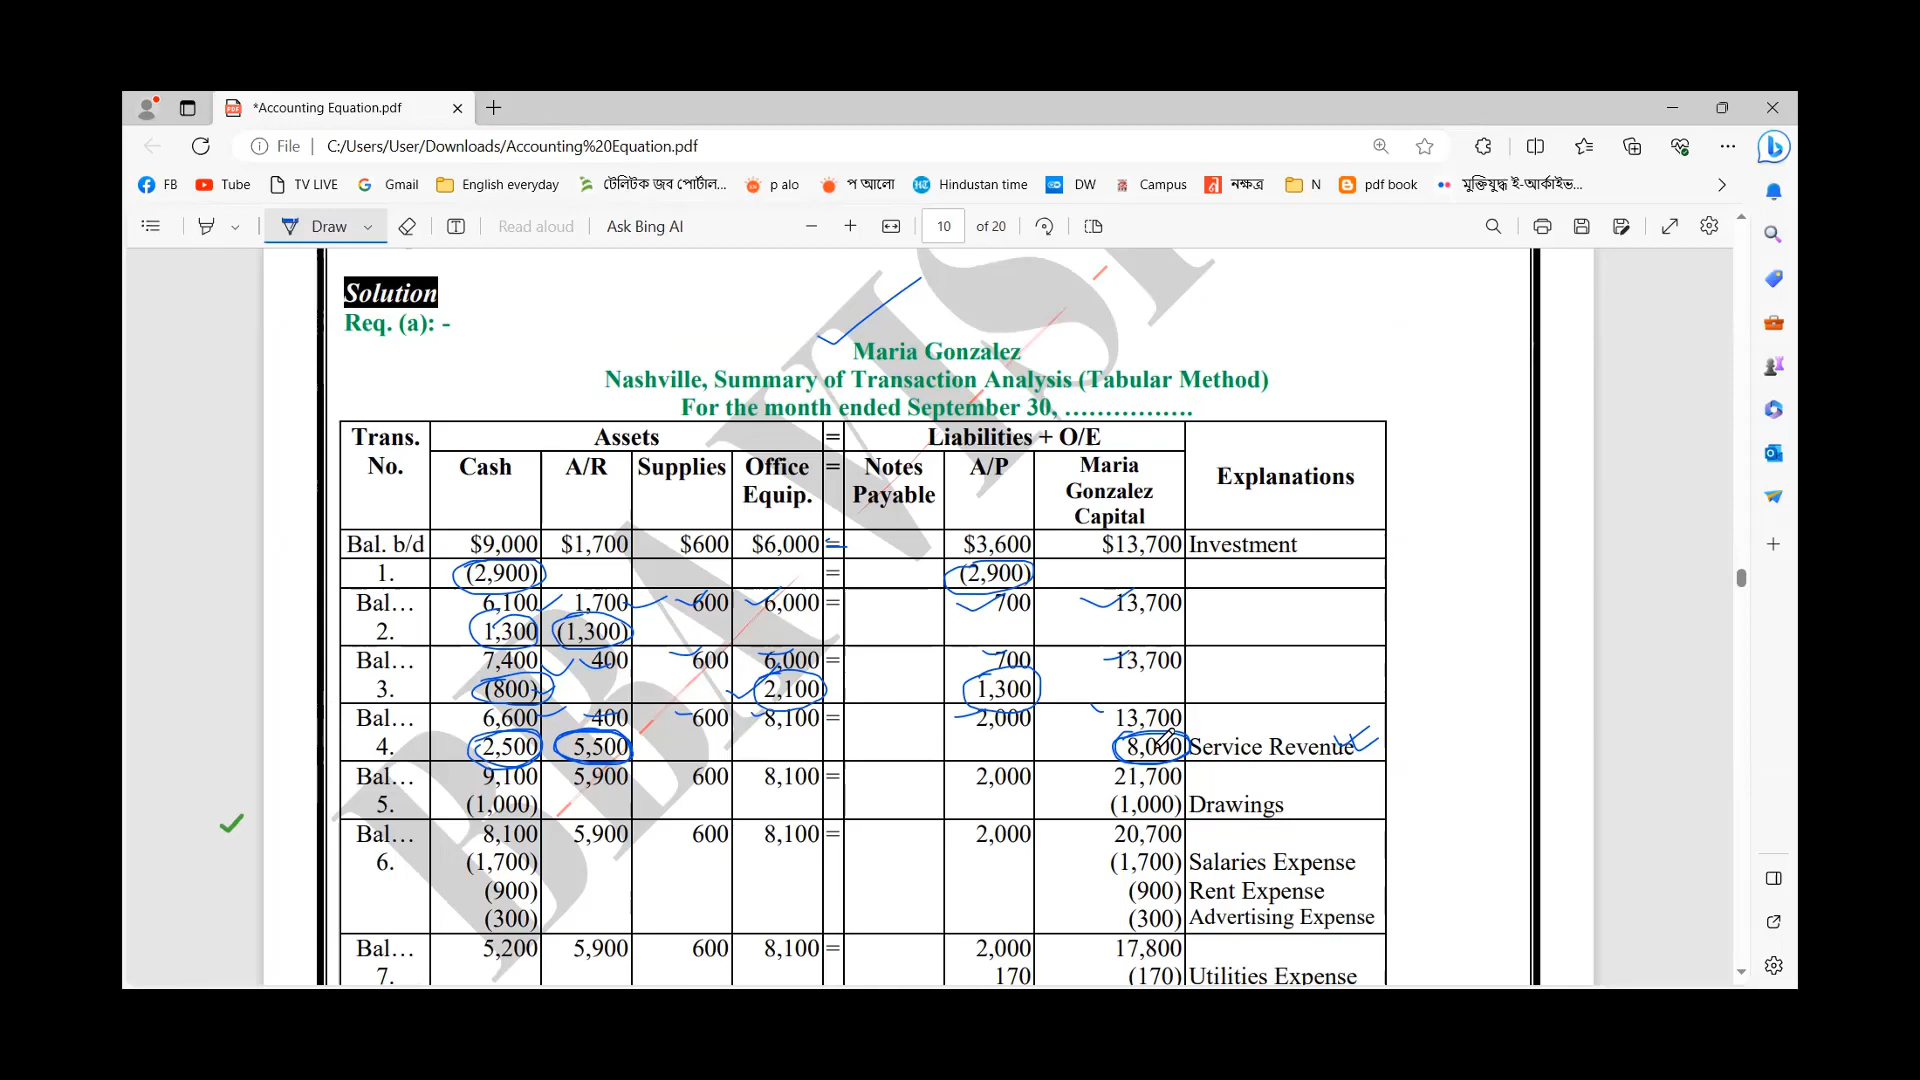 *Accounting Equation.pdf
File C:/Users/User/Downloads/Accounting%20Equation.pdf
FB Tube TV LIVE Gmail English everyday টেলিটক জব পোর্টাল... p alo প আলো Hindustan time DW Campus নক্ষত্র N pdf book মুক্তিযুদ্ধ ই-আর্কাইভ...
Draw Read aloud Ask Bing AI 10 of 20
Solution
Req. (a): -
Maria Gonzalez
Nashville, Summary of Transaction Analysis (Tabular Method)
For the month ended September 30, …………….
Trans. No. Assets = Liabilities + O/E Explanations
Cash A/R Supplies Office Equip. = Notes Payable A/P Maria Gonzalez Capital
Bal. b/d $9,000 $1,700 $600 $6,000 = $3,600 $13,700 Investment
1. (2,900) = (2,900)
Bal… 6,100 1,700 600 6,000 = 700 13,700
2. 1,300 (1,300)
Bal… 7,400 400 600 6,000 = 700 13,700
3. (800) 2,100 1,300
Bal… 6,600 400 600 8,100 = 2,000 13,700
4. 2,500 5,500 8,000 Service Revenue
Bal… 9,100 5,900 600 8,100 = 2,000 21,700
5. (1,000) (1,000) Drawings
Bal… 8,100 5,900 600 8,100 = 2,000 20,700
6. (1,700) (1,700) Salaries Expense
(900) (900) Rent Expense
(300) (300) Advertising Expense
Bal… 5,200 5,900 600 8,100 = 2,000 17,800
7. 170 (170) Utilities Expense